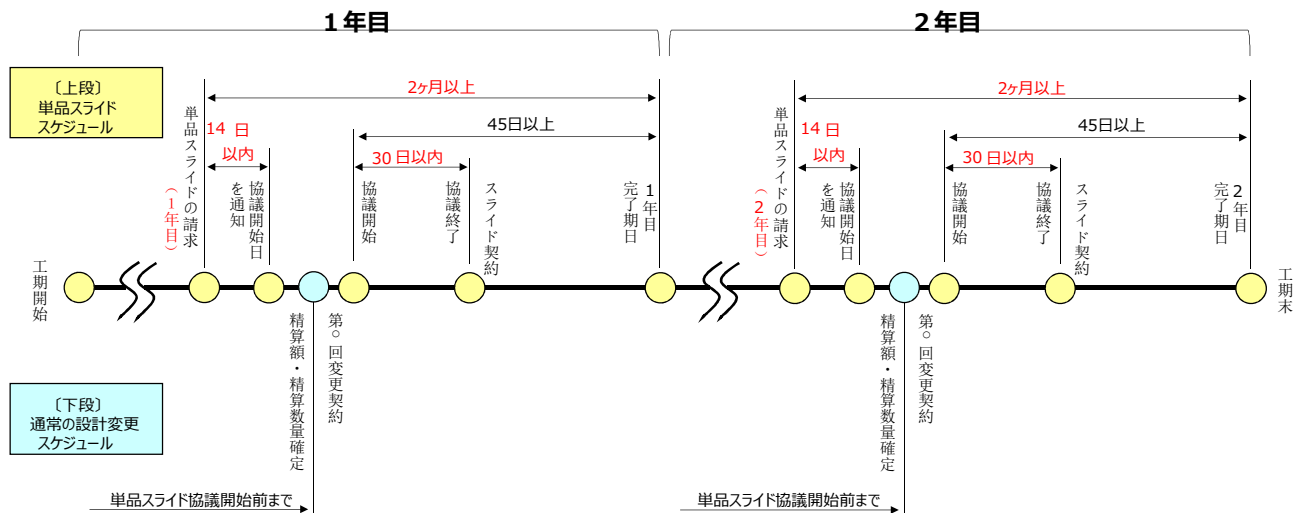 1年目
2年目
〔上段〕
単品スライド
スケジュール
2ヶ月以上
45日以上
14 日
以内
30日以内
単品スライドの請求
(1年目)
協議開始日
を通知
協議開始
協議終了
スライド契約
1年目
完了期日
2ヶ月以上
45日以上
14 日
以内
30日以内
単品スライドの請求
(2年目)
協議開始日
を通知
協議開始
協議終了
スライド契約
2年目
完了期日
工期開始
工期末
〔下段〕
通常の設計変更
スケジュール
精算額・精算数量確定
第○回変更契約
精算額・精算数量確定
第○回変更契約
単品スライド協議開始前まで
単品スライド協議開始前まで